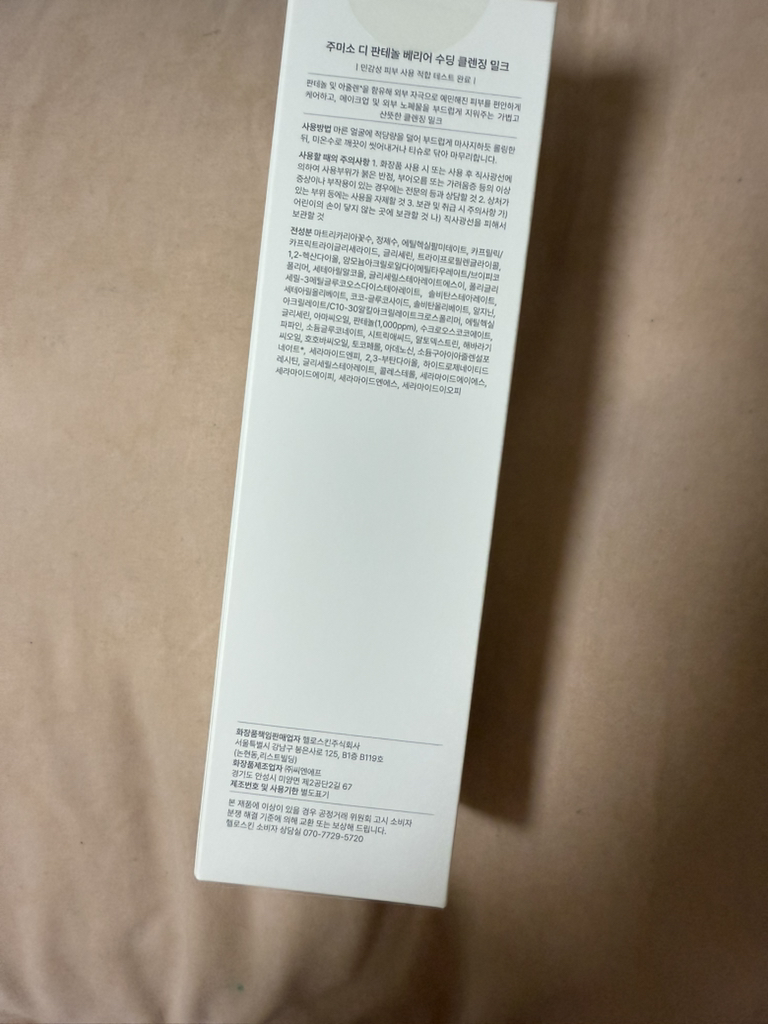 주미소 디 판테놀 베리어 수딩 클렌징 밀크
| 민감성 피부 사용 적합 테스트 완료 |
판테놀 및 아줄렌*을 함유해 외부 자극으로 예민해진 피부를 편안하게
케어하고, 메이크업 및 외부 노폐물을 부드럽게 지워주는 가볍고
산뜻한 클렌징 밀크
사용방법 마른 얼굴에 적당량을 덜어 부드럽게 마사지하듯 롤링한
뒤, 미온수로 깨끗이 씻어내거나 티슈로 닦아 마무리합니다.
사용할 때의 주의사항 1. 화장품 사용 시 또는 사용 후 직사광선에
의하여 사용부위가 붉은 반점, 부어오름 또는 가려움증 등의 이상
증상이나 부작용이 있는 경우에는 전문의 등과 상담할 것 2. 상처가
있는 부위 등에는 사용을 자제할 것 3. 보관 및 취급 시 주의사항 가)
어린이의 손이 닿지 않는 곳에 보관할 것 나) 직사광선을 피해서
보관할 것
전성분 마트리카리아꽃수, 정제수, 에틸헥실팔미테이트, 카프릴릭/
카프릭트라이글리세라이드, 글리세린, 트라이프로필렌글라이콜,
1,2-헥산다이올, 암모늄아크릴로일다이메틸타우레이트/브이피코
폴리머, 세테아릴알코올, 글리세릴스테아레이트에스이, 폴리글리
세릴-3메틸글루코오스다이스테아레이트, 솔비탄스테아레이트,
세테아릴올리베이트, 코코-글루코사이드, 솔비탄올리베이트, 알지닌,
아크릴레이트/C10-30알킬아크릴레이트크로스폴리머, 에틸헥실
글리세린, 아마씨오일, 판테놀(1,000ppm), 수크로오스코코에이트,
파파인, 소듐글루코네이트, 시트릭애씨드, 말토덱스트린, 해바라기
씨오일, 호호바씨오일, 토코페롤, 아데노신, 소듐구아이아줄렌설포
네이트*, 세라마이드엔피, 2,3-부탄다이올, 하이드로제네이티드
레시틴, 글리세릴스테아레이트, 콜레스테롤, 세라마이드에이에스,
세라마이드에이피, 세라마이드엔에스, 세라마이드이오피
화장품책임판매업자 헬로스킨주식회사
서울특별시 강남구 봉은사로 125, B1층 B119호
(논현동,리스트빌딩)
화장품제조업자 ㈜씨엔에프
경기도 안성시 미양면 제2공단2길 67
제조번호 및 사용기한 별도표기
본 제품에 이상이 있을 경우 공정거래 위원회 고시 소비자
분쟁 해결 기준에 의해 교환 또는 보상해 드립니다.
헬로스킨 소비자 상담실 070-7729-5720